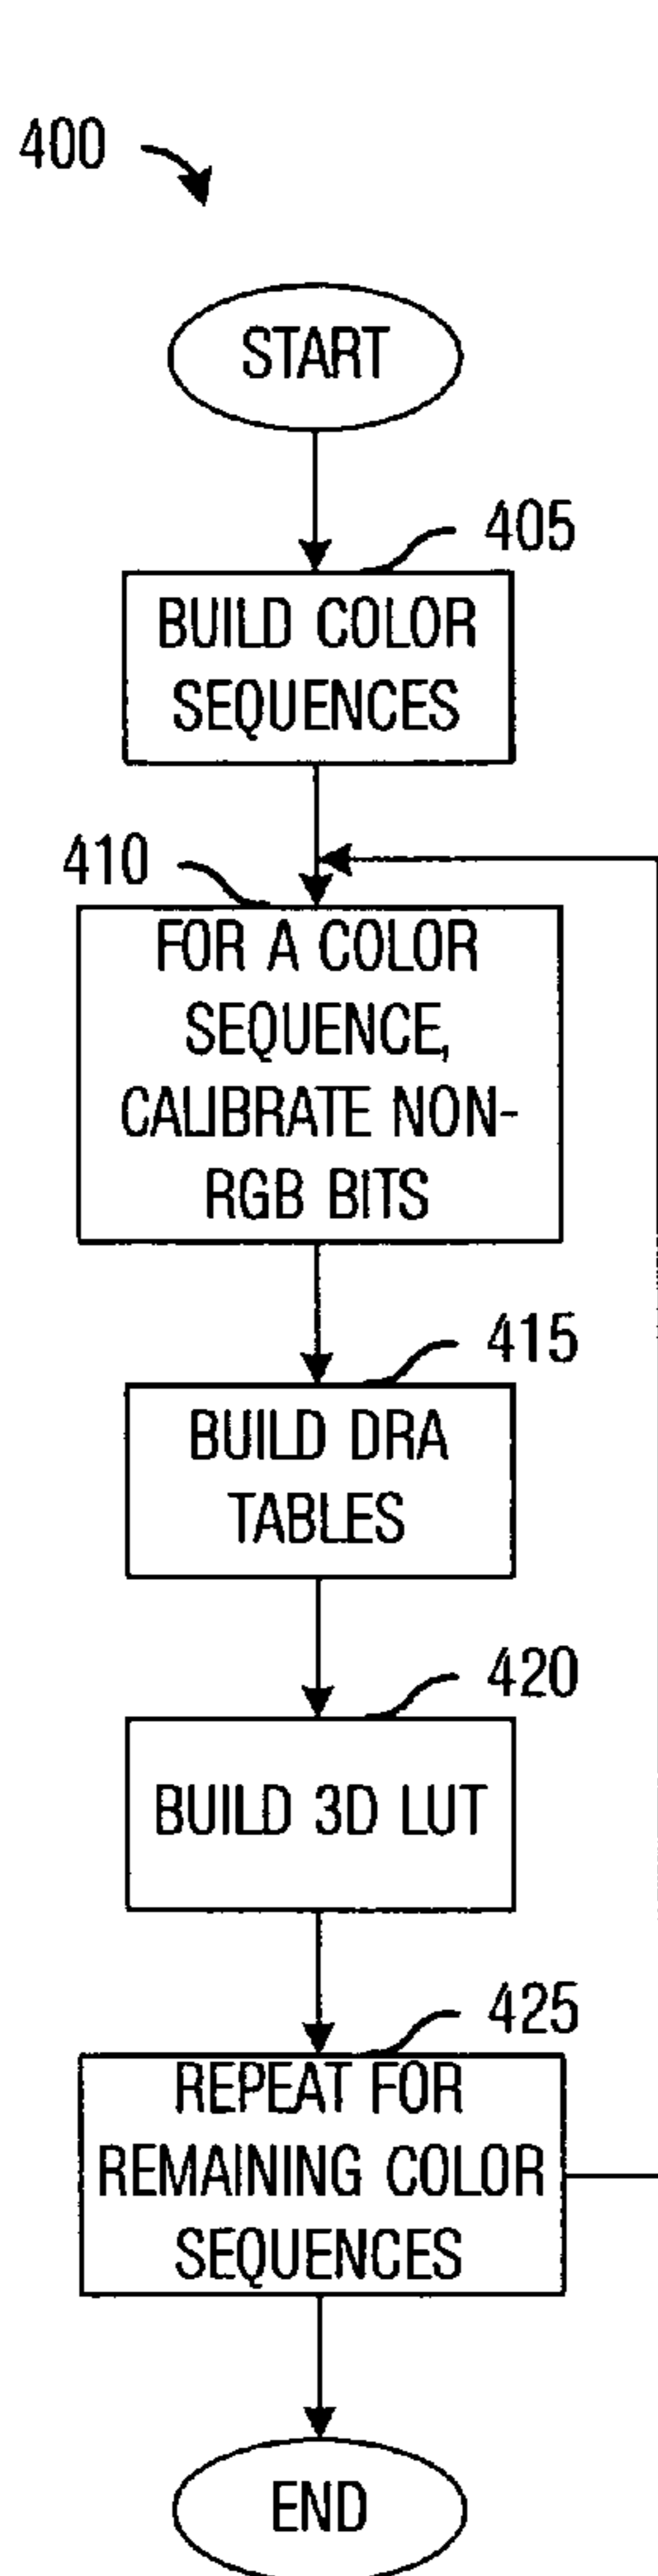 400
START
405
BUILD COLOR
SEQUENCES
410
FOR A COLOR
SEQUENCE,
CALIBRATE NON-
RGB BITS
415
BUILD DRA
TABLES
420
BUILD 3D LUT
425
REPEAT FOR
REMAINING COLOR
SEQUENCES
END